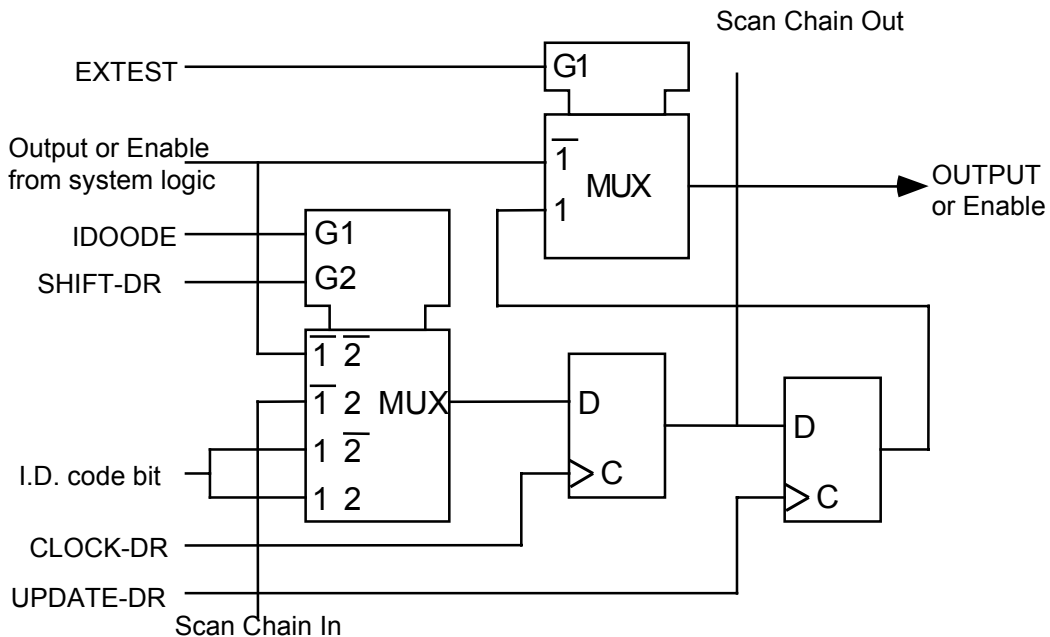 Scan Chain Out
EXTEST
G1
Output or Enable
from system logic
1̅
MUX
1
OUTPUT
or Enable
IDOODE
G1
SHIFT-DR
G2
1̅ 2̅
1̅ 2 MUX
1 2̅
1 2
D
C
D
C
I.D. code bit
CLOCK-DR
UPDATE-DR
Scan Chain In